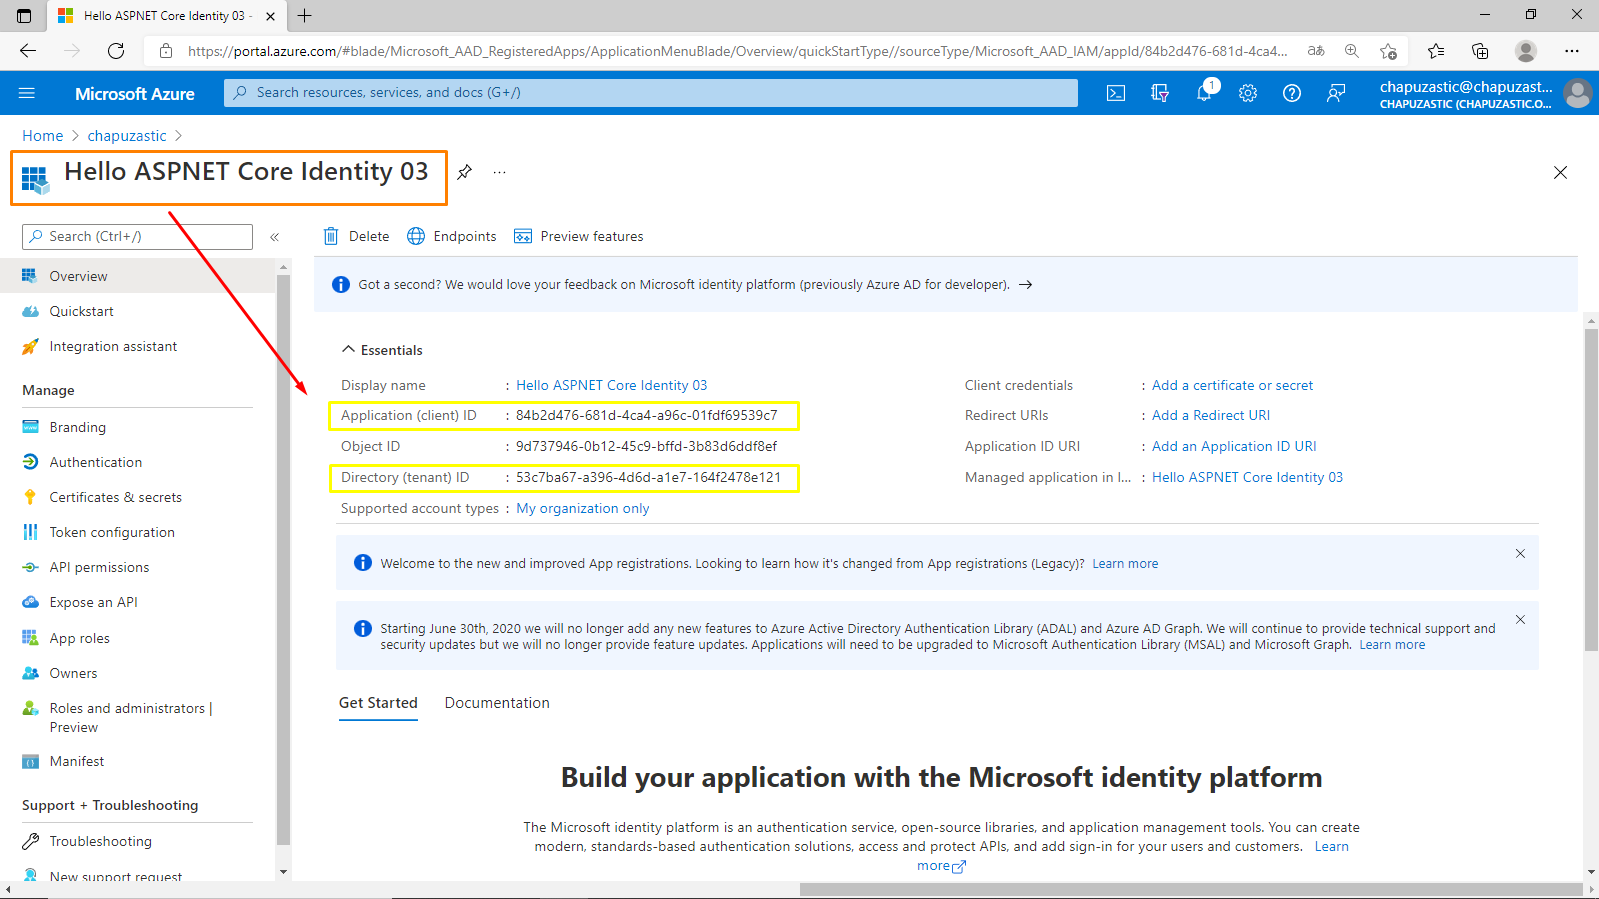 Hello ASPNET Core Identity 03 -
https://portal.azure.com/#blade/Microsoft_AAD_RegisteredApps/ApplicationMenuBlade/Overview/quickStartType//sourceType/Microsoft_AAD_IAM/appId/84b2d476-681d-4ca4...
aあ
Microsoft Azure
Search resources, services, and docs (G+/)
1
chapuzastic@chapuzast...
CHAPUZASTIC (CHAPUZASTIC.O...
Home > chapuzastic >
Hello ASPNET Core Identity 03
...
Search (Ctrl+/)
«
Delete
Endpoints
Preview features
Overview
Quickstart
Integration assistant
Manage
Branding
Authentication
Certificates & secrets
Token configuration
API permissions
Expose an API
App roles
Owners
Roles and administrators |
Preview
Manifest
Support + Troubleshooting
Troubleshooting
New support request
Got a second? We would love your feedback on Microsoft identity platform (previously Azure AD for developer). →
Essentials
Display name : Hello ASPNET Core Identity 03
Application (client) ID : 84b2d476-681d-4ca4-a96c-01fdf69539c7
Object ID : 9d737946-0b12-45c9-bffd-3b83d6ddf8ef
Directory (tenant) ID : 53c7ba67-a396-4d6d-a1e7-164f2478e121
Supported account types : My organization only
Client credentials : Add a certificate or secret
Redirect URIs : Add a Redirect URI
Application ID URI : Add an Application ID URI
Managed application in l... : Hello ASPNET Core Identity 03
Welcome to the new and improved App registrations. Looking to learn how it's changed from App registrations (Legacy)? Learn more
Starting June 30th, 2020 we will no longer add any new features to Azure Active Directory Authentication Library (ADAL) and Azure AD Graph. We will continue to provide technical support and
security updates but we will no longer provide feature updates. Applications will need to be upgraded to Microsoft Authentication Library (MSAL) and Microsoft Graph. Learn more
Get Started
Documentation
Build your application with the Microsoft identity platform
The Microsoft identity platform is an authentication service, open-source libraries, and application management tools. You can create
modern, standards-based authentication solutions, access and protect APIs, and add sign-in for your users and customers. Learn
more